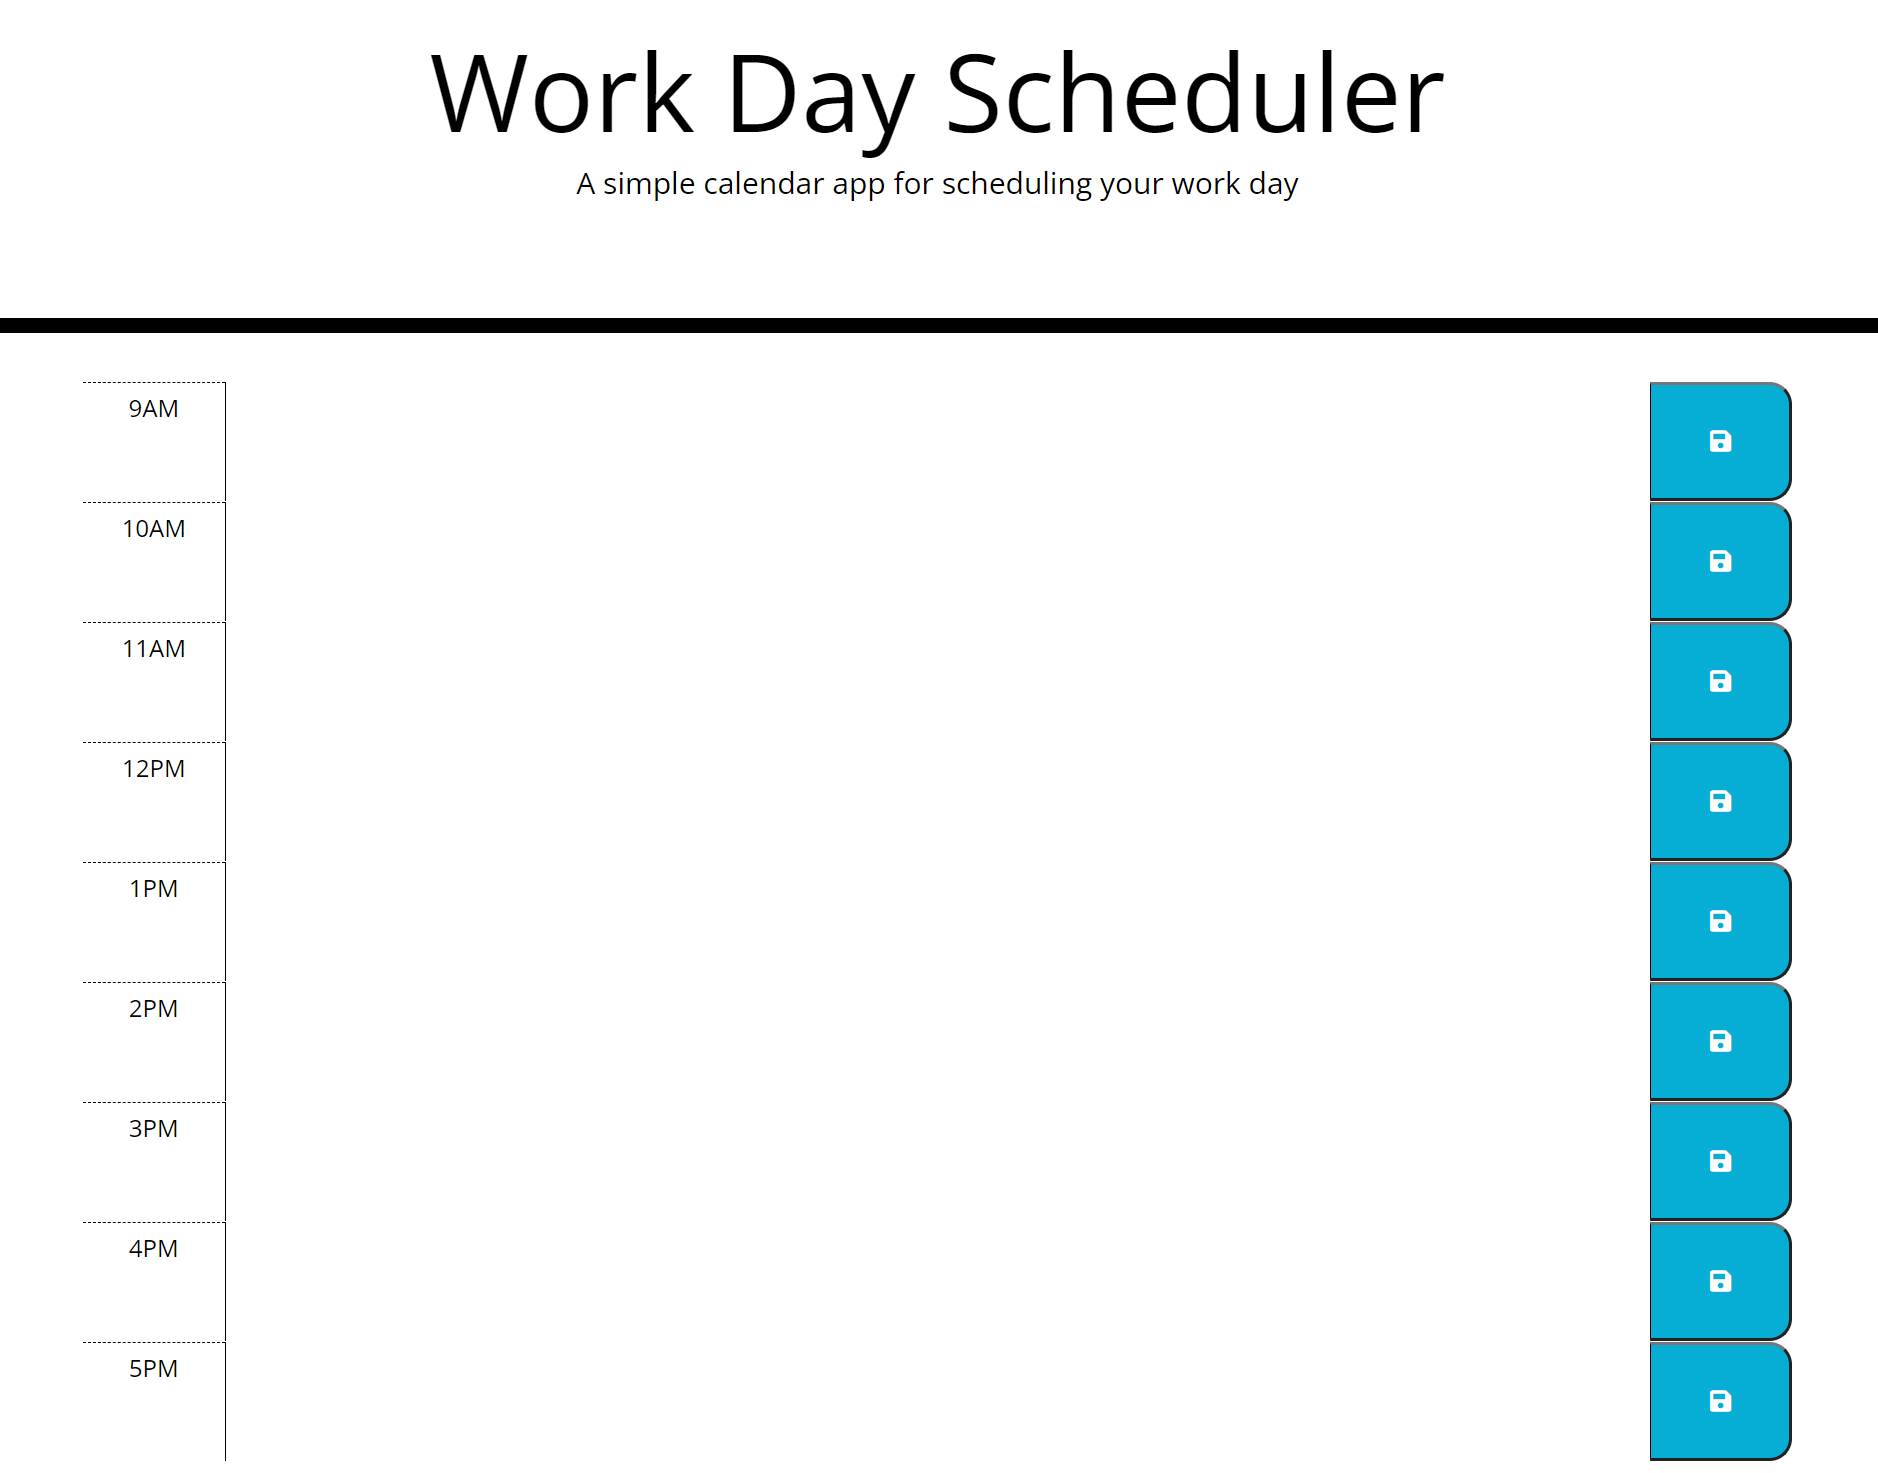 Work Day Scheduler
A simple calendar app for scheduling your work day
9AM
10AM
11AM
12PM
1PM
2PM
3PM
4PM
5PM